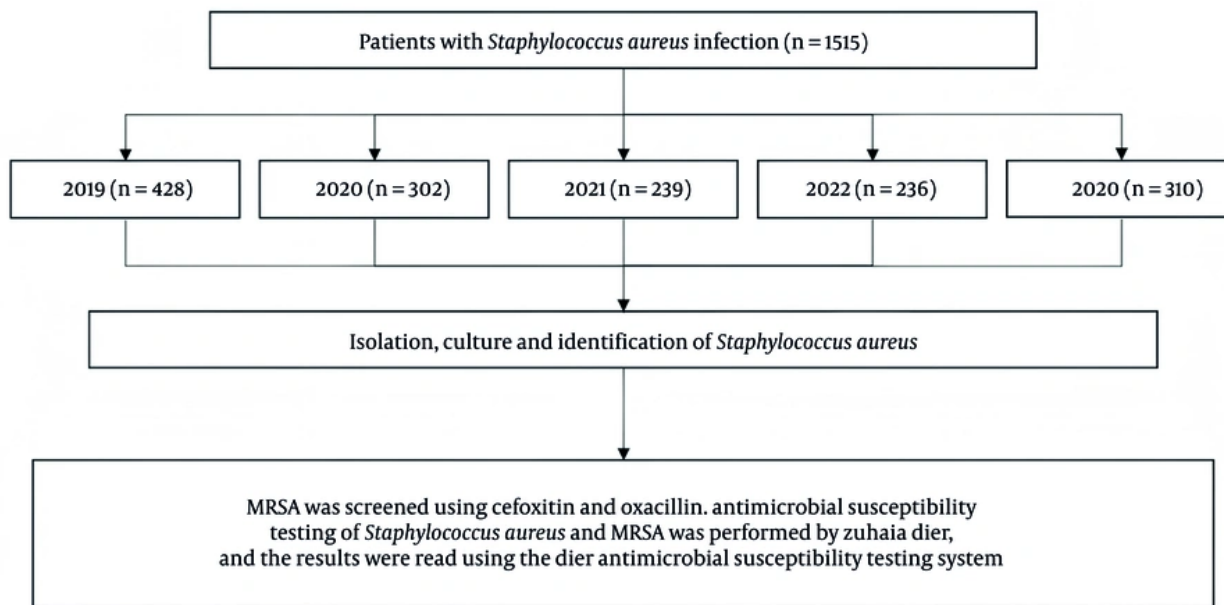 Patients with Staphylococcus aureus infection (n = 1515)
2019 (n = 428)
2020 (n = 302)
2021 (n = 239)
2022 (n = 236)
2020 (n = 310)
Isolation, culture and identification of Staphylococcus aureus
MRSA was screened using cefoxitin and oxacillin. antimicrobial susceptibility
testing of Staphylococcus aureus and MRSA was performed by zuhaia dier,
and the results were read using the dier antimicrobial susceptibility testing system